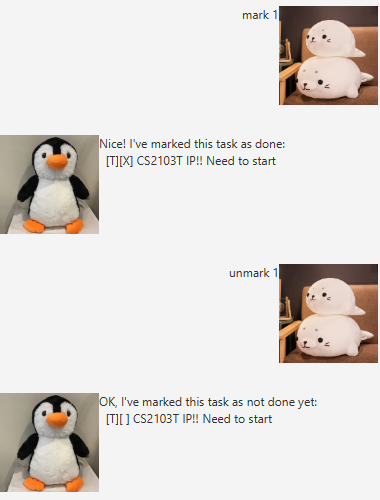 mark 1
Nice! I've marked this task as done:
[T][X] CS2103T IP!! Need to start
unmark 1
OK, I've marked this task as not done yet:
[T][ ] CS2103T IP!! Need to start